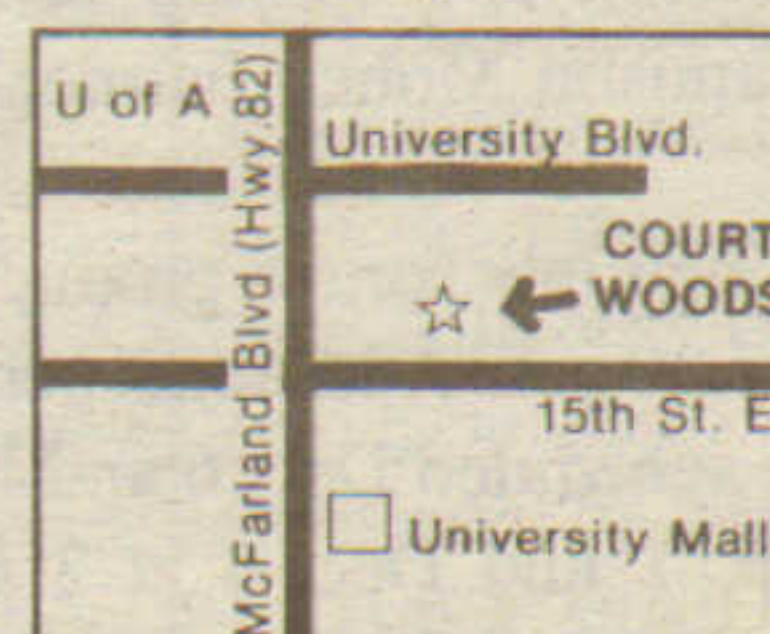 U of A
McFarland Blvd (Hwy.82)
University Blvd.
COURT
WOODS
15th St. E
University Mall